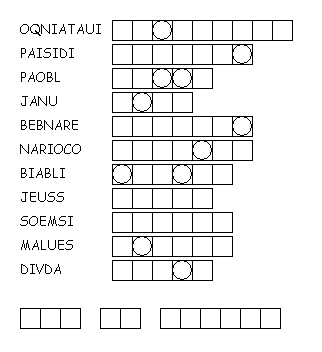 OQNIATAUI
PAISIDI
PAOBL
JANU
BEBNARE
NARIOCO
BIABLI
JEUSS
SOEMSI
MALUES
DIVDA